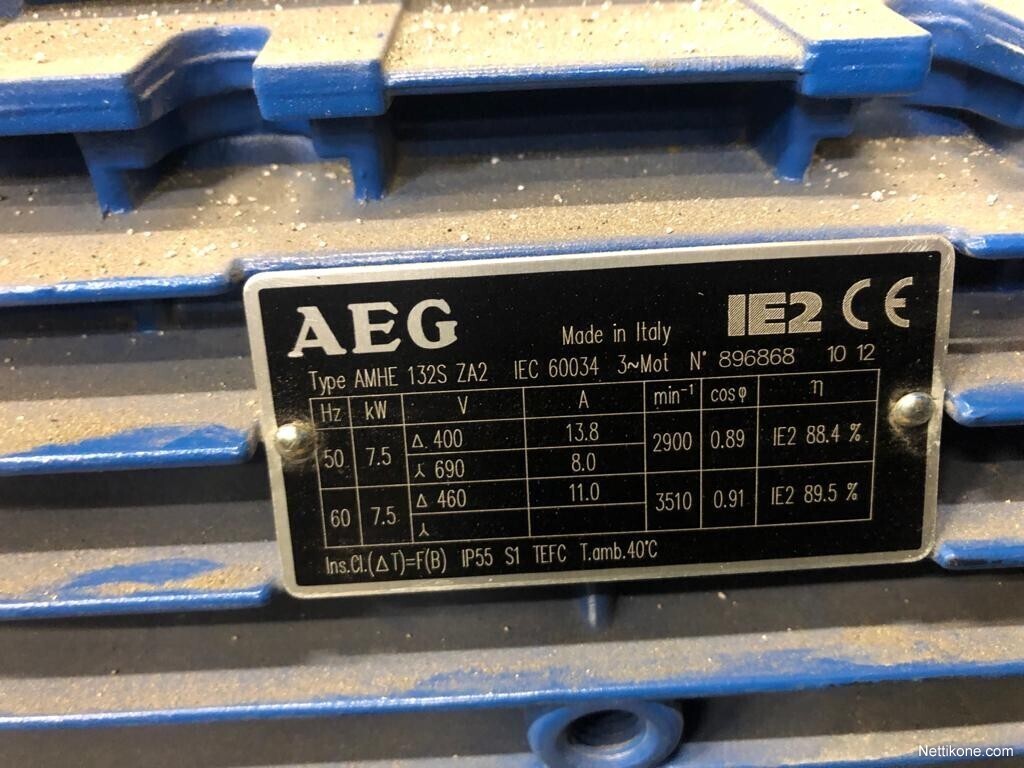 AEG
IE2 CE
Made in Italy
Type AMHE 132S ZA2 IEC 60034 3~Mot N° 896868 10 12
Hz kW V A min⁻¹ cosφ η
50 7.5 Δ 400 13.8 2900 0.89 IE2 88.4 %
⅄ 690 8.0
60 7.5 Δ 460 11.0 3510 0.91 IE2 89.5 %
⅄
Ins.Cl.(ΔT)=F(B) IP55 S1 TEFC T.amb.40°C
Nettikone.com